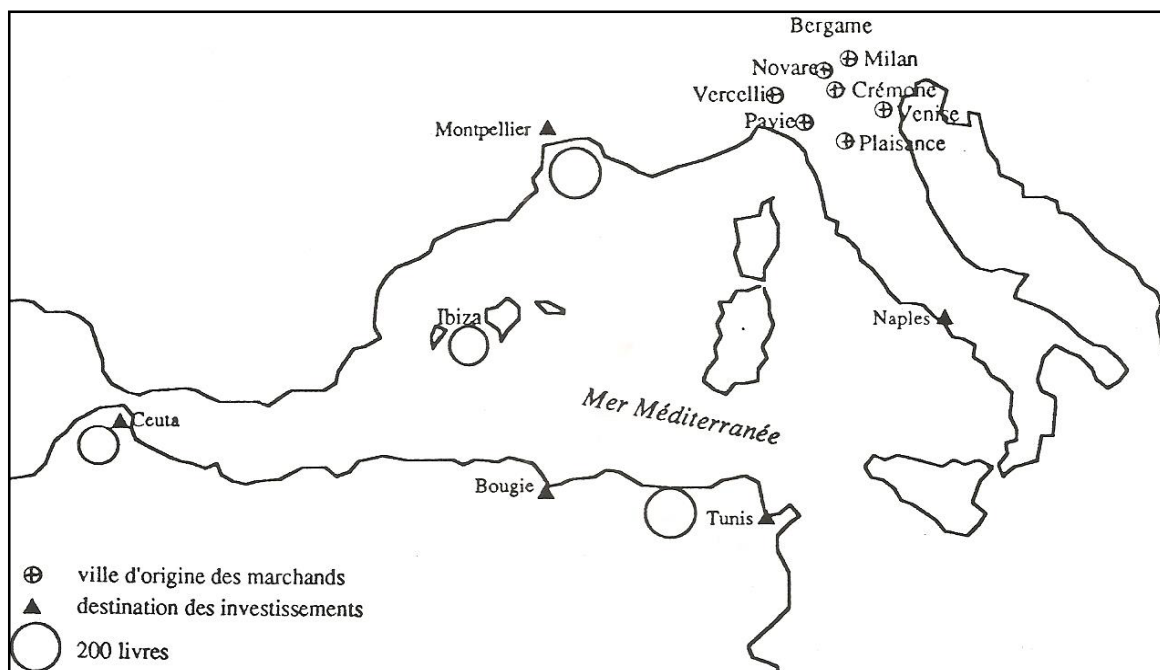 Bergame
Milan
Novare
Vercelli
Crémone
Venise
Pavie
Plaisance
Montpellier
Ibiza
Naples
Mer Méditerranée
Ceuta
Bougie
Tunis
ville d'origine des marchands
destination des investissements
200 livres